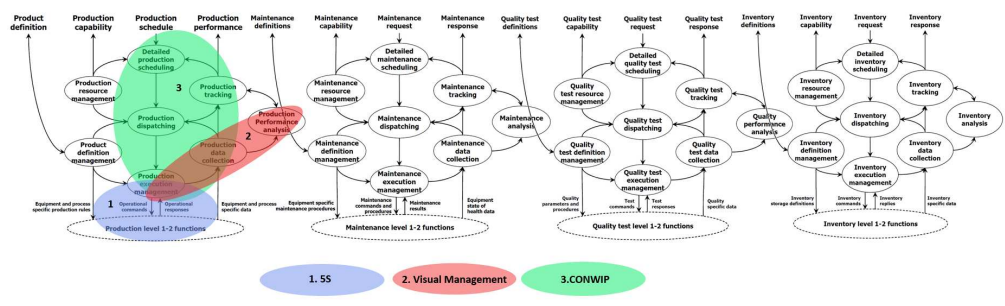 Production
definition
Production
capability
Production
schedule
Production
performance
Maintenance
definitions
Maintenance
capability
Maintenance
request
Maintenance
response
Quality test
definitions
Quality test
capability
Quality test
request
Quality test
response
Inventory
definitions
Inventory
capability
Inventory
request
Inventory
response
Detailed
production
scheduling
Production
resource
management
3
Production
tracking
Production
dispatching
2
Production
Performance
analysis
Product
definition
management
Production
data
collection
Production
execution
management
1
Equipment and process
specific production rules
Operational
commands
Operational
responses
Equipment and process
specific data
Production level 1-2 functions
Detailed
maintenance
scheduling
Maintenance
resource
management
Maintenance
tracking
Maintenance
dispatching
Maintenance
analysis
Maintenance
definition
management
Maintenance
data
collection
Maintenance
execution
management
Equipment specific
maintenance procedures
Maintenance
commands and
procedures
Maintenance
results
Equipment
state of
health data
Maintenance level 1-2 functions
Detailed
quality test
scheduling
Quality
test resource
management
Quality test
tracking
Quality test
dispatching
Quality
performance
analysis
Quality
test definition
management
Quality
test data
collection
Quality test
execution
management
Quality
parameters and
procedures
Test
commands
Test
responses
Quality
specific data
Quality test level 1-2 functions
Detailed
inventory
scheduling
Inventory
resource
management
Inventory
tracking
Inventory
dispatching
Inventory
analysis
Inventory
definition
management
Inventory
data
collection
Inventory
execution
management
Inventory
storage definitions
Inventory
commands
Inventory
replise
Inventory
specific data
Inventory level 1-2 functions
1. 5S
2. Visual Management
3.CONWIP